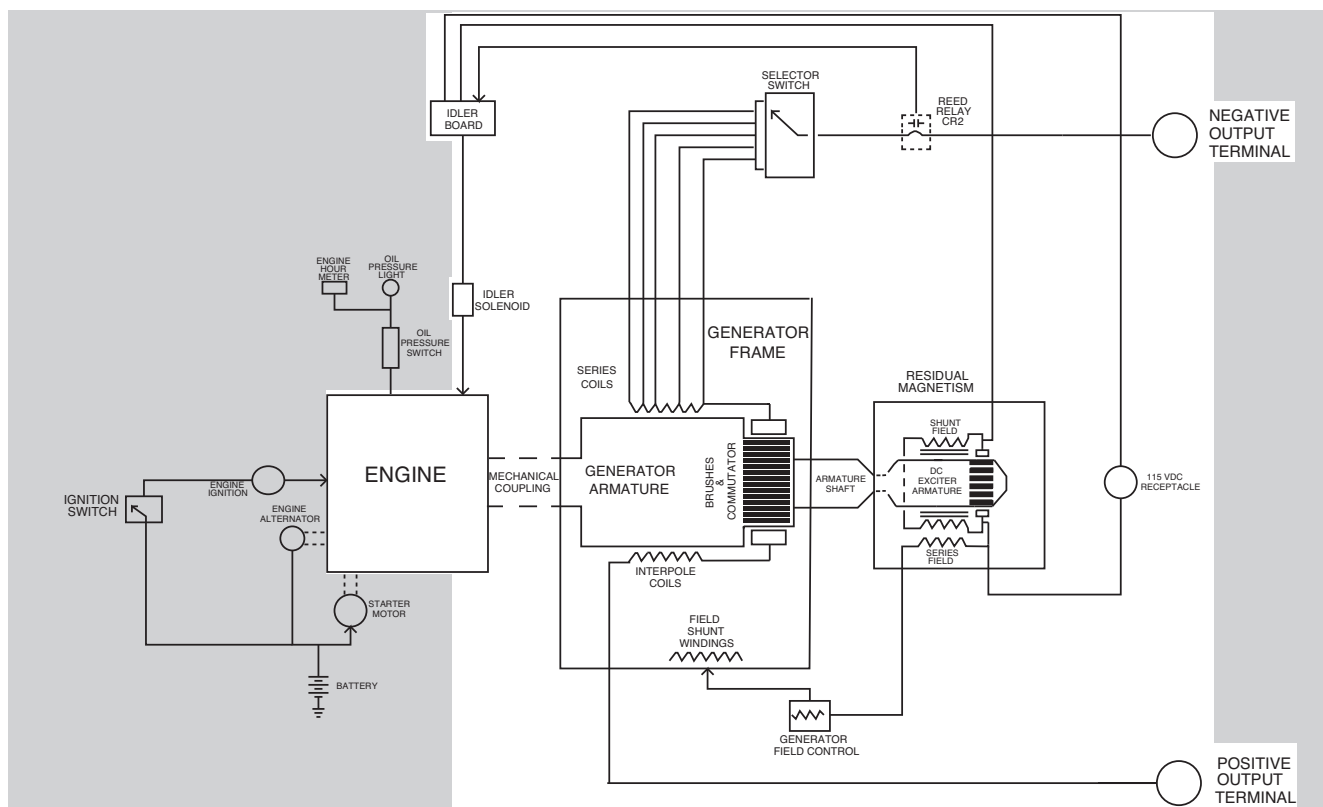 SELECTOR
SWITCH
IDLER
BOARD
REED
RELAY
CR2
NEGATIVE
OUTPUT
TERMINAL
ENGINE
HOUR
METER
OIL
PRESSURE
LIGHT
IDLER
SOLENOID
OIL
PRESSURE
SWITCH
GENERATOR
FRAME
SERIES
COILS
RESIDUAL
MAGNETISM
SHUNT
FIELD
ENGINE
MECHANICAL
COUPLING
GENERATOR
ARMATURE
BRUSHES
&
COMMUTATOR
ARMATURE
SHAFT
DC
EXCITER
ARMATURE
115 VDC
RECEPTACLE
ENGINE
IGNITION
IGNITION
SWITCH
ENGINE
ALTERNATOR
SERIES
FIELD
INTERPOLE
COILS
STARTER
MOTOR
FIELD
SHUNT
WINDINGS
BATTERY
GENERATOR
FIELD CONTROL
POSITIVE
OUTPUT
TERMINAL